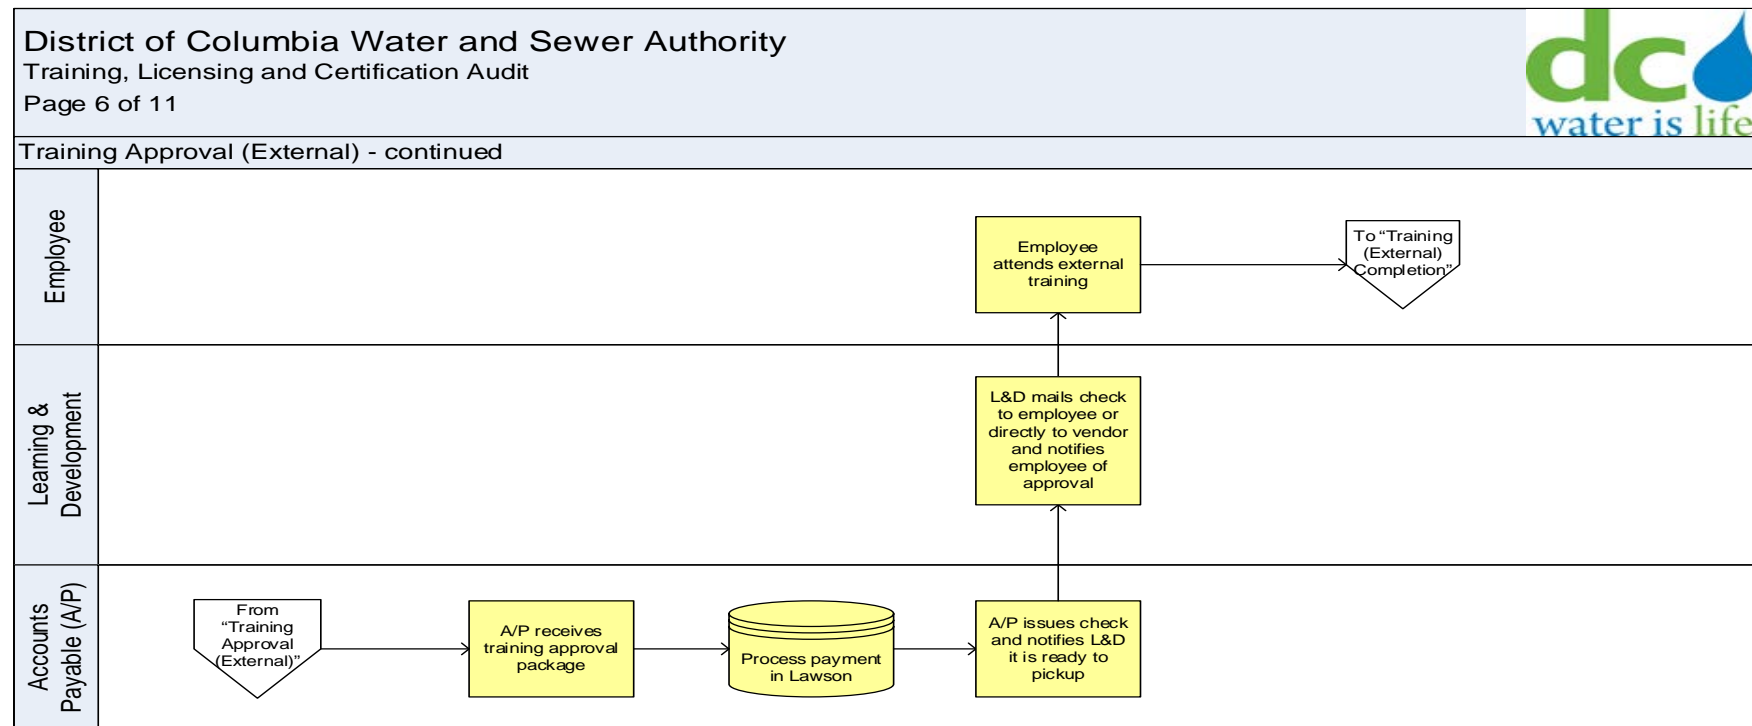 District of Columbia Water and Sewer Authority
Training, Licensing and Certification Audit
Page 6 of 11
dc
water is life
Training Approval (External) - continued
Employee
Employee
attends external
training
To “Training
(External)
Completion”
Learning &
Development
L&D mails check
to employee or
directly to vendor
and notifies
employee of
approval
Accounts
Payable (A/P)
From
“Training
Approval
(External)”
A/P receives
training approval
package
Process payment
in Lawson
A/P issues check
and notifies L&D
it is ready to
pickup